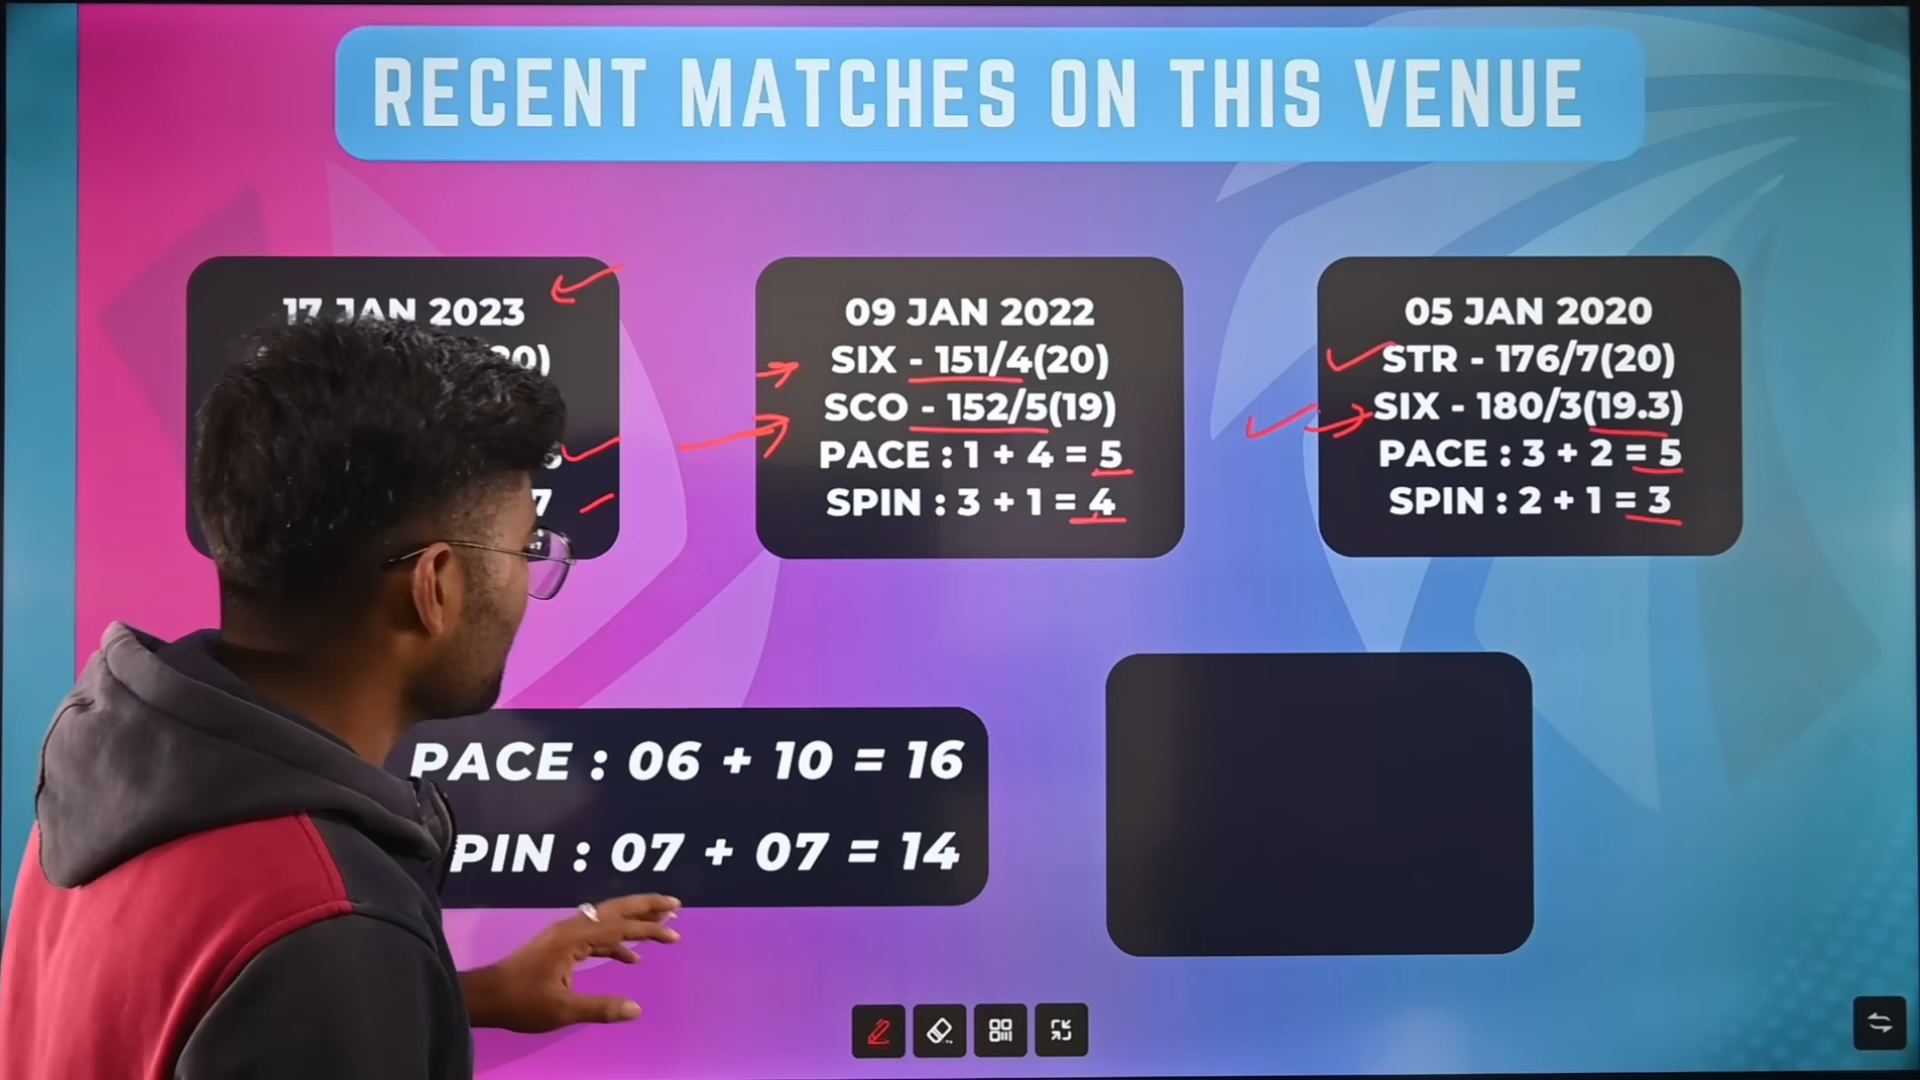 RECENT MATCHES ON THIS VENUE
17 JAN 2023
7
09 JAN 2022
SIX - 151/4(20)
SCO - 152/5(19)
PACE : 1 + 4 = 5
SPIN : 3 + 1 = 4
05 JAN 2020
STR - 176/7(20)
SIX - 180/3(19.3)
PACE : 3 + 2 = 5
SPIN : 2 + 1 = 3
PACE : 06 + 10 = 16
PIN : 07 + 07 = 14